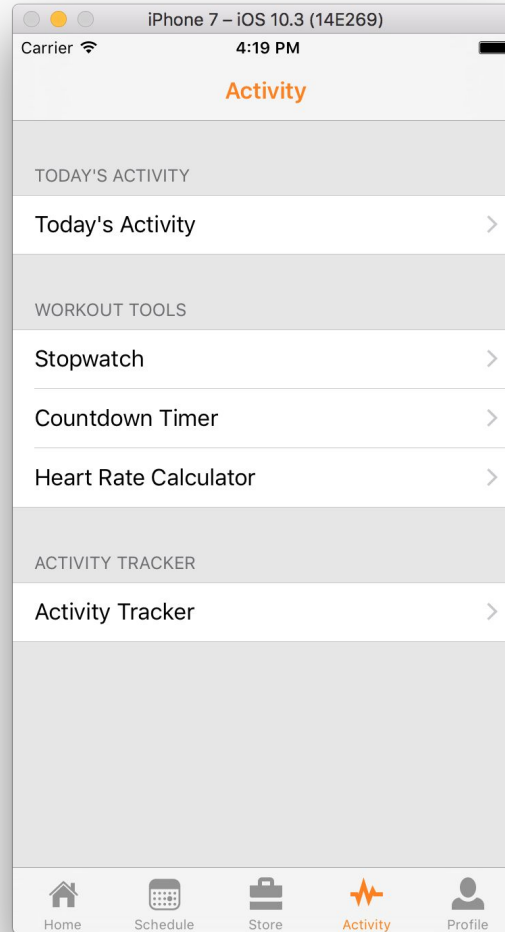 iPhone 7 – iOS 10.3 (14E269)
Carrier 4:19 PM
Activity
TODAY'S ACTIVITY
Today's Activity
WORKOUT TOOLS
Stopwatch
Countdown Timer
Heart Rate Calculator
ACTIVITY TRACKER
Activity Tracker
Home Schedule Store Activity Profile